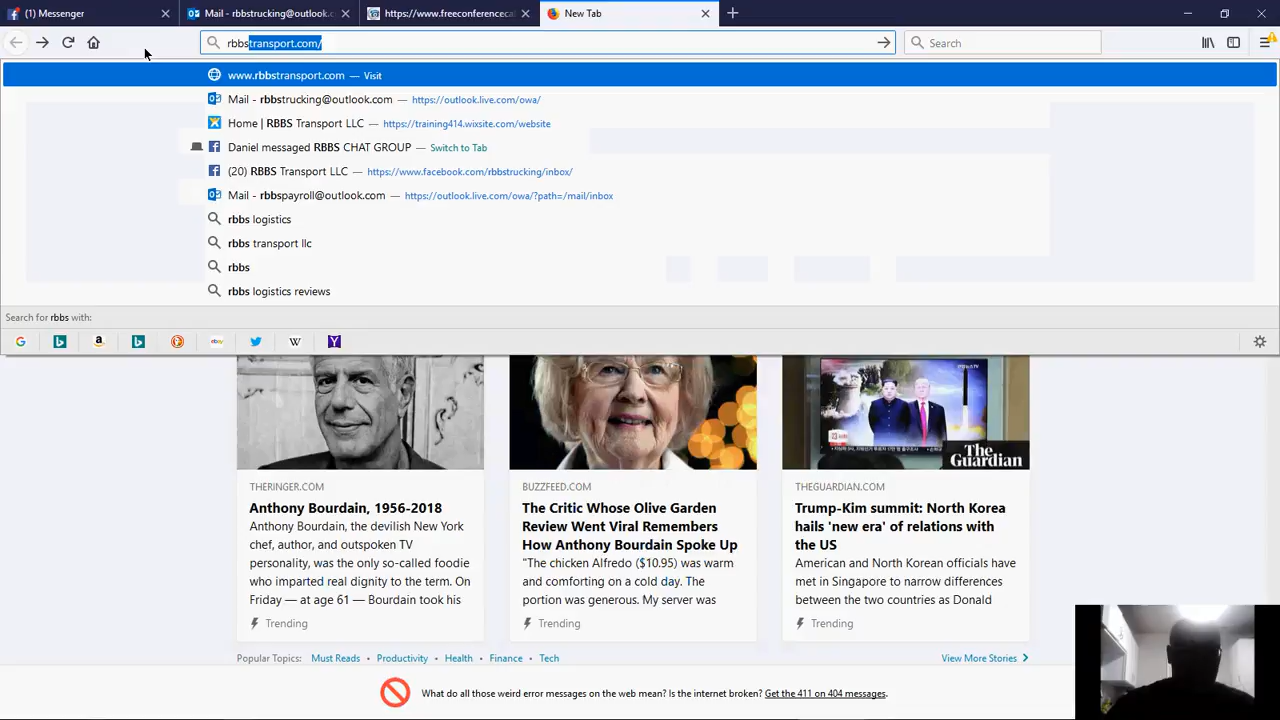 (1) Messenger
Mail - rbbstrucking@outlook.c
https://www.freeconferenceca
New Tab
rbbstransport.com/
Search
www.rbbstransport.com — Visit
Mail - rbbstrucking@outlook.com — https://outlook.live.com/owa/
Home | RBBS Transport LLC — https://training414.wixsite.com/website
Daniel messaged RBBS CHAT GROUP — Switch to Tab
(20) RBBS Transport LLC — https://www.facebook.com/rbbstrucking/inbox/
Mail - rbbspayroll@outlook.com — https://outlook.live.com/owa/?path=/mail/inbox
rbbs logistics
rbbs transport llc
rbbs
rbbs logistics reviews
Search for rbbs with:
The Guardian
THERINGER.COM
Anthony Bourdain, 1956-2018
Anthony Bourdain, the devilish New York
chef, author, and outspoken TV
personality, was the only so-called foodie
who imparted real dignity to the term. On
Friday — at age 61 — Bourdain took his
Trending
BUZZFEED.COM
The Critic Whose Olive Garden
Review Went Viral Remembers
How Anthony Bourdain Spoke Up
"The chicken Alfredo ($10.95) was warm
and comforting on a cold day. The
portion was generous. My server was
Trending
THEGUARDIAN.COM
Trump-Kim summit: North Korea
hails 'new era' of relations with
the US
American and North Korean officials have
met in Singapore to narrow differences
between the two countries as Donald
Trending
Popular Topics: Must Reads • Productivity • Health • Finance • Tech
View More Stories
What do all those weird error messages on the web mean? Is the internet broken? Get the 411 on 404 messages.